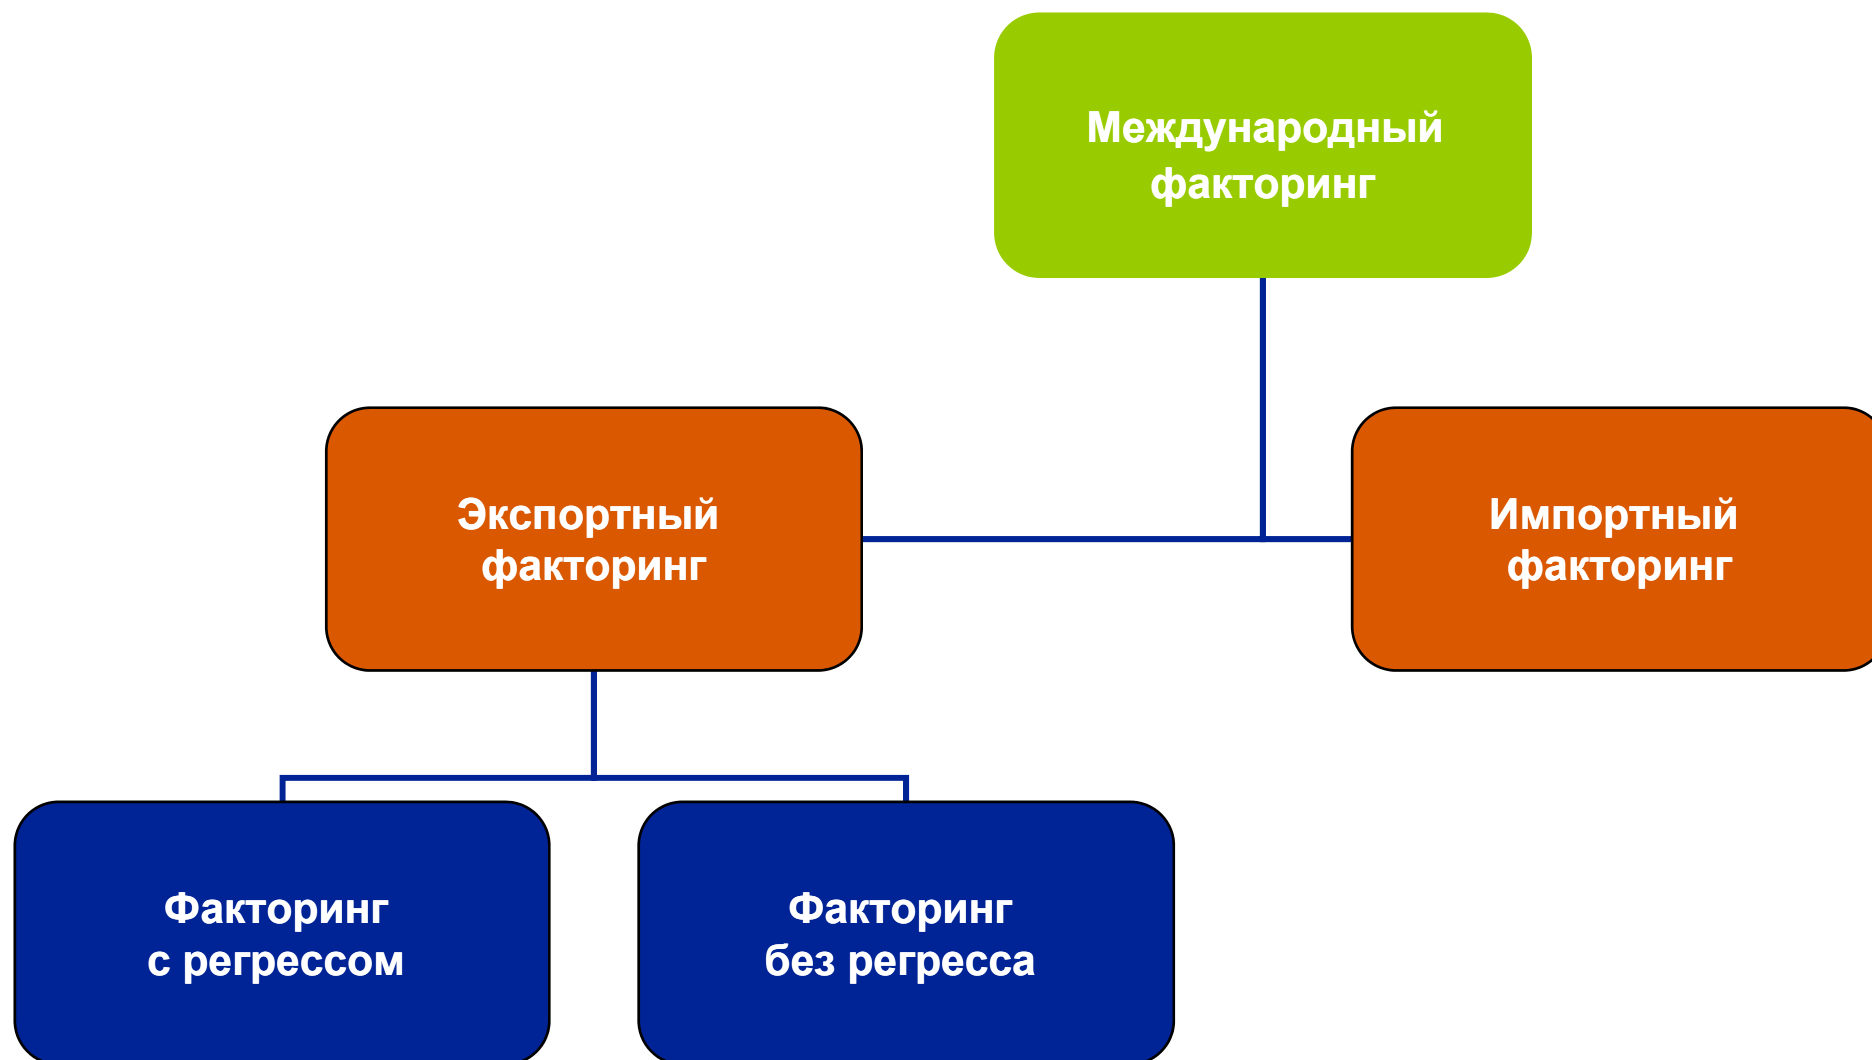 Международный
факторинг
Экспортный
факторинг
Импортный
факторинг
Факторинг
с регрессом
Факторинг
без регресса